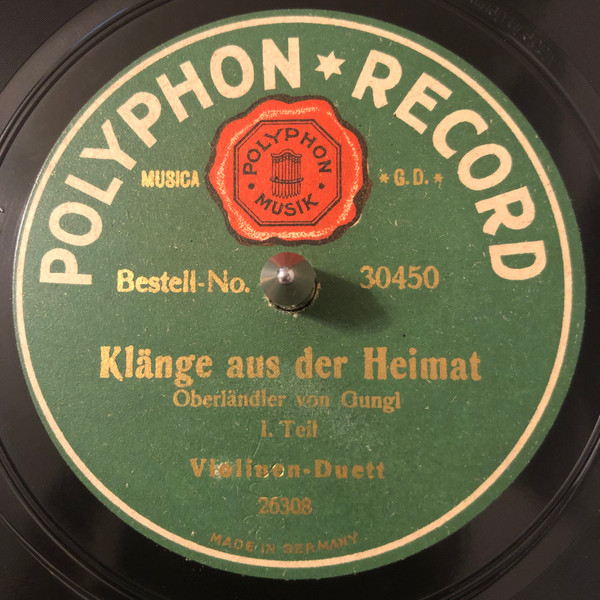 POLYPHON ★ RECORD
POLYPHON
MUSIK
MUSICA
* G.D. *
Bestell-No. 30450
Klänge aus der Heimat
Oberländler von Gungl
I. Teil
Violinen-Duett
26308
MADE IN GERMANY